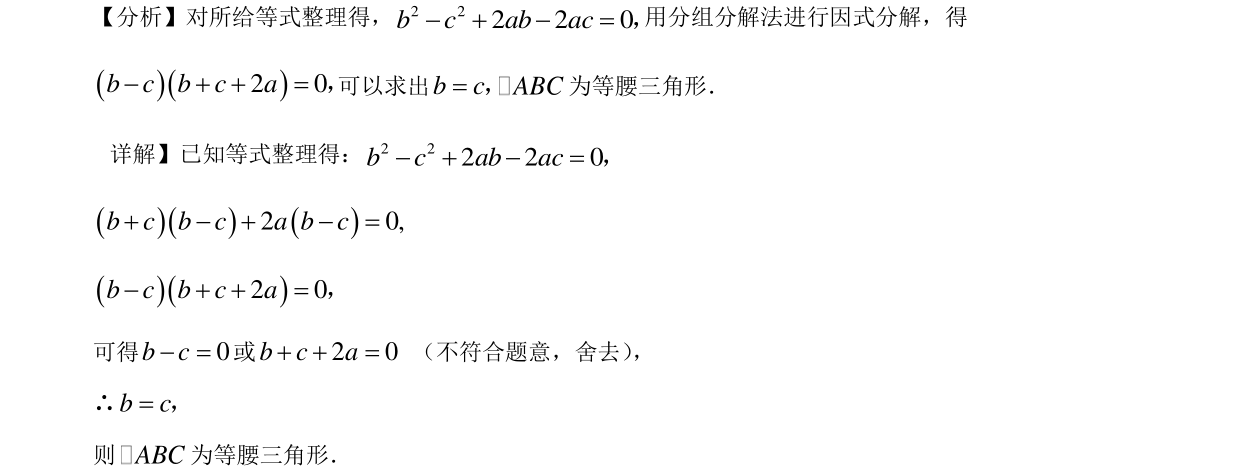 【分析】对所给等式整理得，b² − c² + 2ab − 2ac = 0，用分组分解法进行因式分解，得
(b − c)(b + c + 2a) = 0，可以求出b = c，□ABC 为等腰三角形．
详解】已知等式整理得：b² − c² + 2ab − 2ac = 0，
(b + c)(b − c) + 2a(b − c) = 0,
(b − c)(b + c + 2a) = 0，
可得b − c = 0或b + c + 2a = 0 （不符合题意，舍去），
∴b = c，
则□ABC 为等腰三角形．